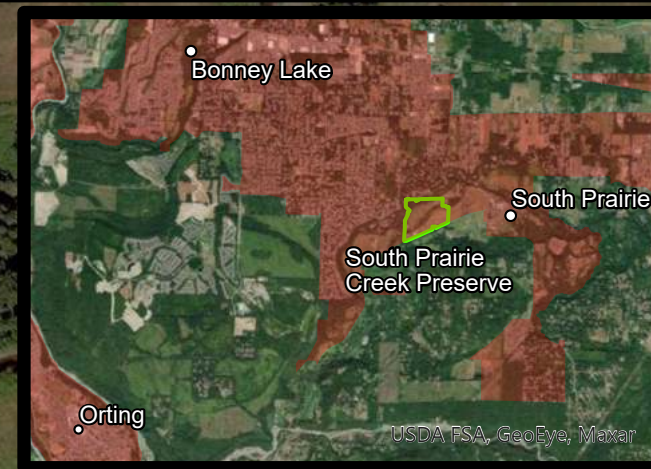 Bonney Lake
South Prairie
South Prairie
Creek Preserve
Orting
USDA FSA, GeoEye, Maxar